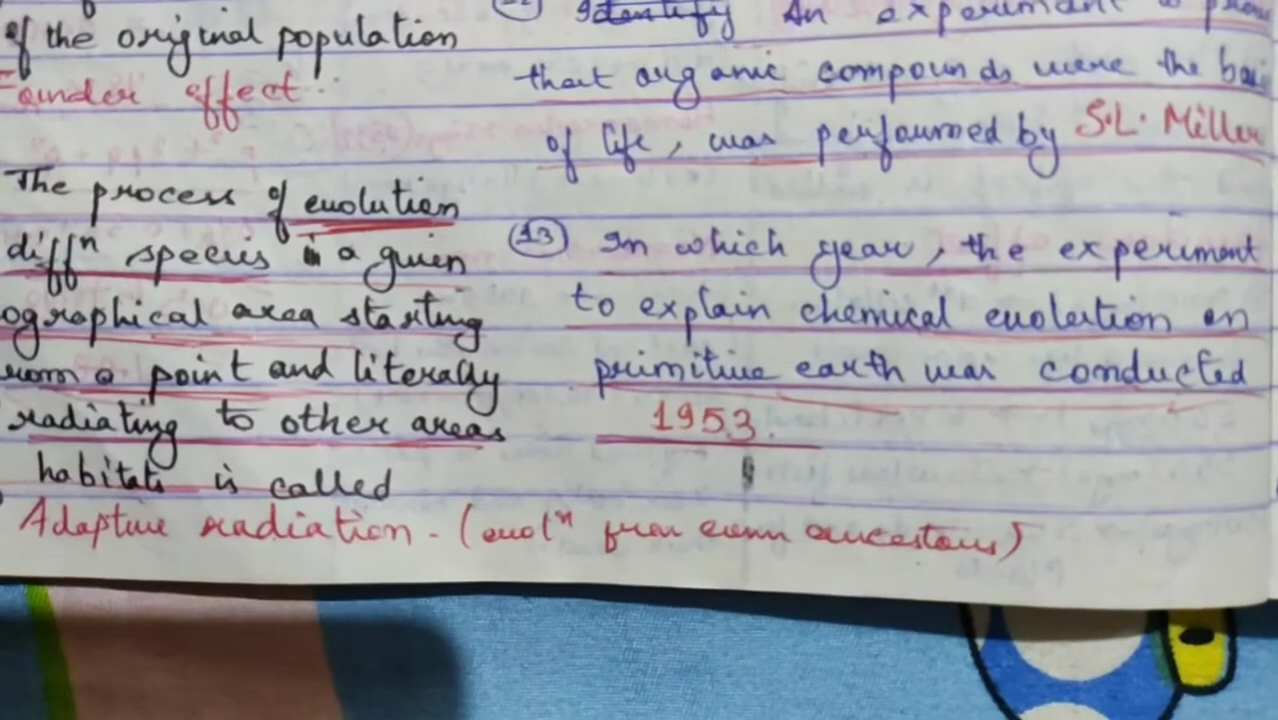 of the original population
Founder effect.
The process of evolution
diffⁿ species in a given
ographical area starting
from a point and literally
radiating to other areas
habitats is called
Adaptive radiation - (evolⁿ from ancestors)
An experiment
that organic compounds were the
of life, was performed by S.L. Miller
13 In which year, the experiment
to explain chemical evolution on
primitive earth was conducted
1953.